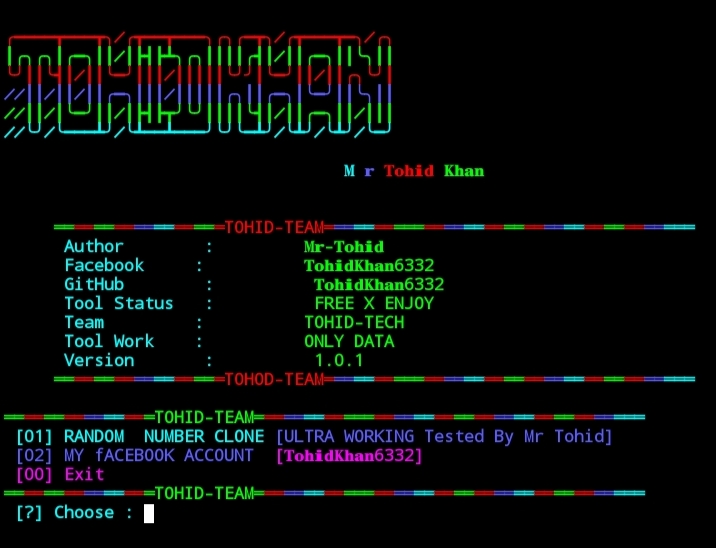 Mr Tohid Khan
TOHID-TEAM
Author : Mr-Tohid
Facebook : TohidKhan6332
GitHub : TohidKhan6332
Tool Status : FREE X ENJOY
Team : TOHID-TECH
Tool Work : ONLY DATA
Version : 1.0.1
TOHOD-TEAM
TOHID-TEAM
[01] RANDOM NUMBER CLONE [ULTRA WORKING Tested By Mr Tohid]
[02] MY fACEBOOK ACCOUNT [TohidKhan6332]
[00] Exit
TOHID-TEAM
[?] Choose :